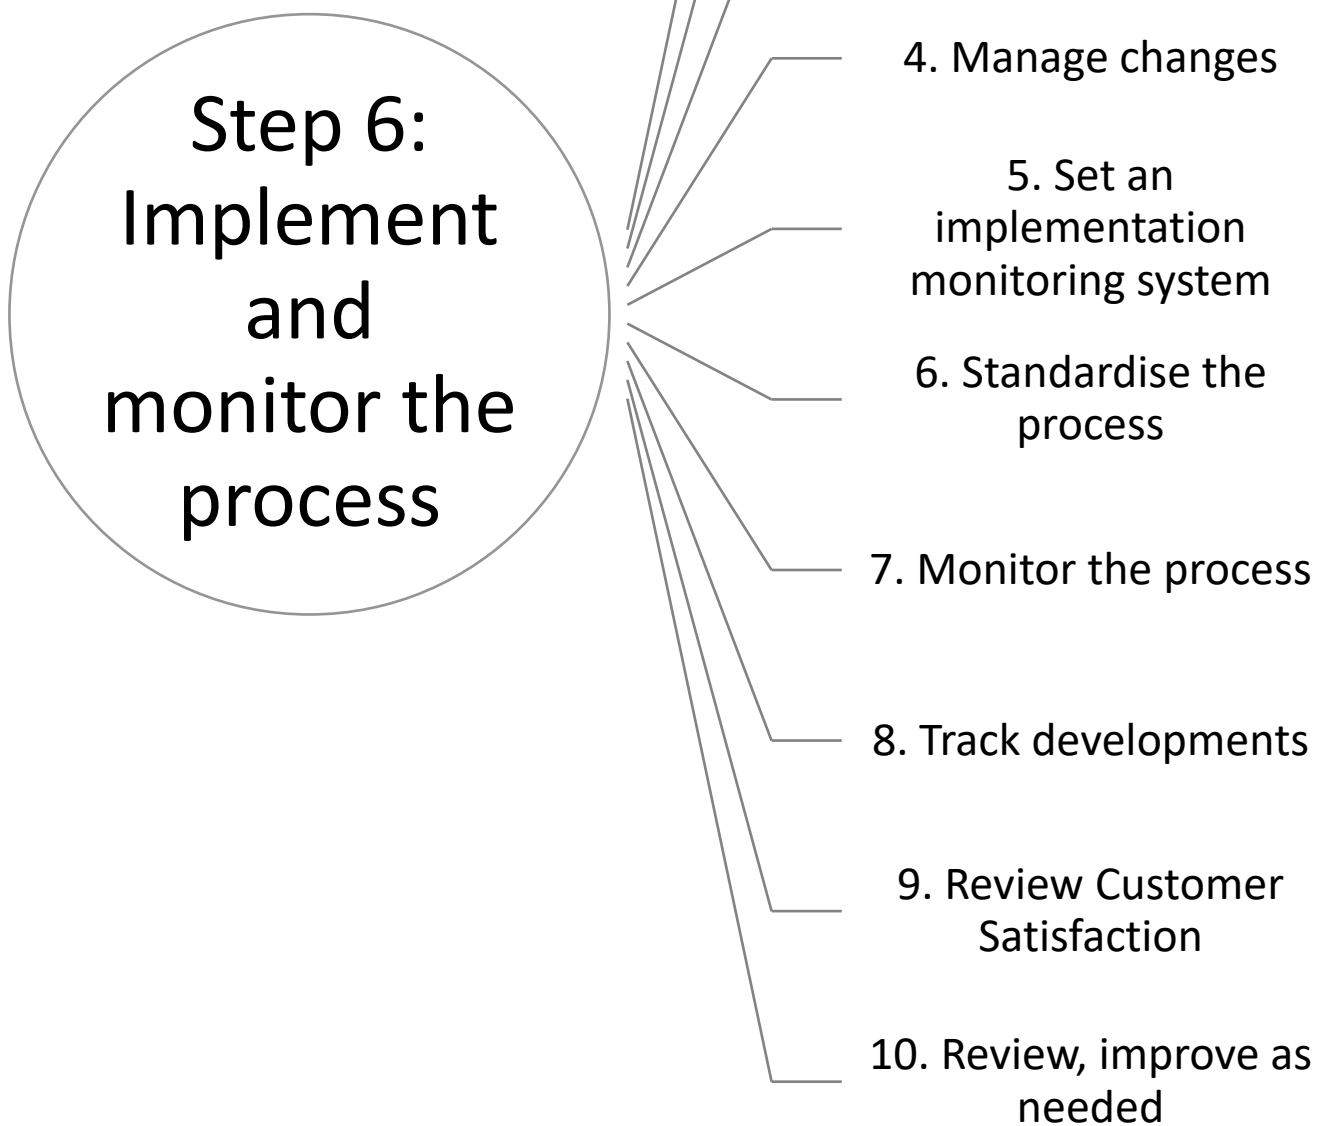 Step 6:
Implement
and
monitor the
process
4. Manage changes
5. Set an
implementation
monitoring system
6. Standardise the
process
7. Monitor the process
8. Track developments
9. Review Customer
Satisfaction
10. Review, improve as
needed